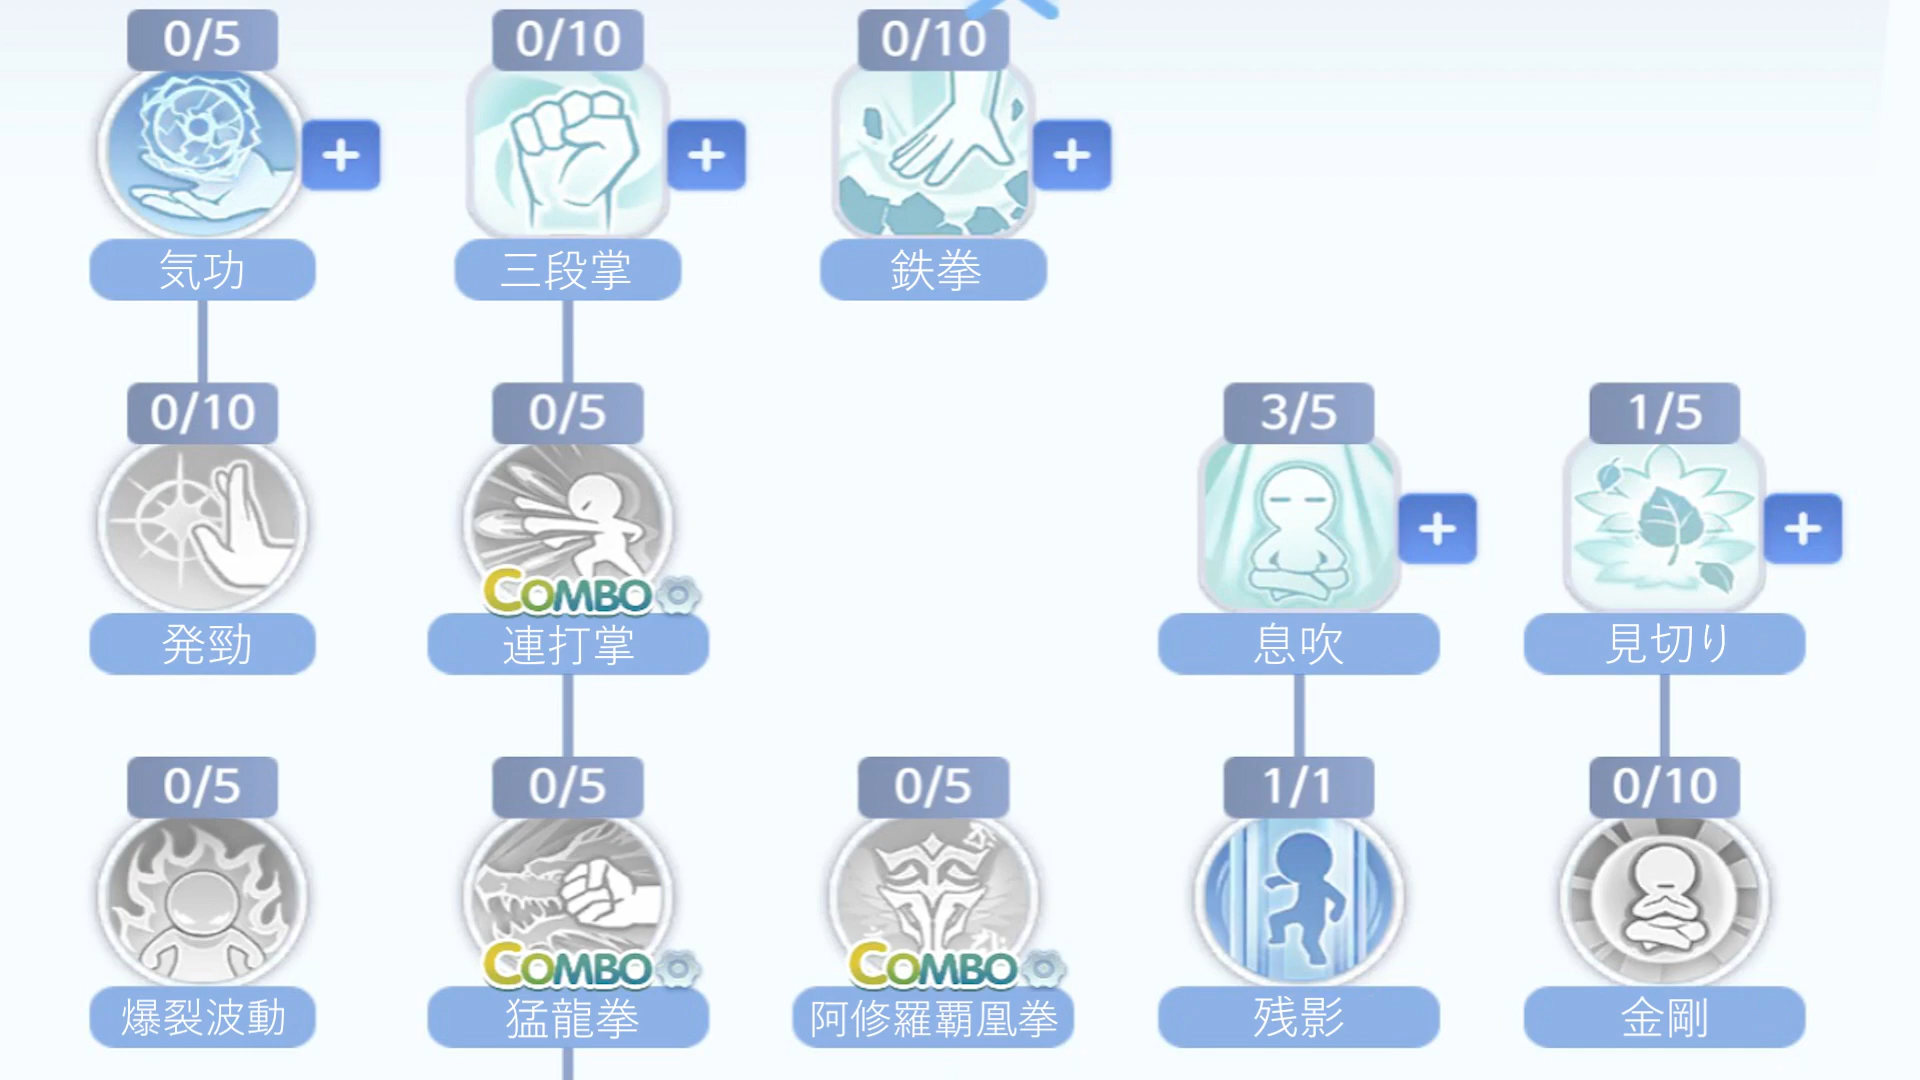 0/5 0/10 0/10
+ + +
気功 三段掌 鉄拳
0/10 0/5 3/5 1/5
+ +
COMBO
発勁 連打掌 息吹 見切り
0/5 0/5 0/5 1/1 0/10
COMBO COMBO
爆裂波動 猛龍拳 阿修羅覇凰拳 残影 金剛